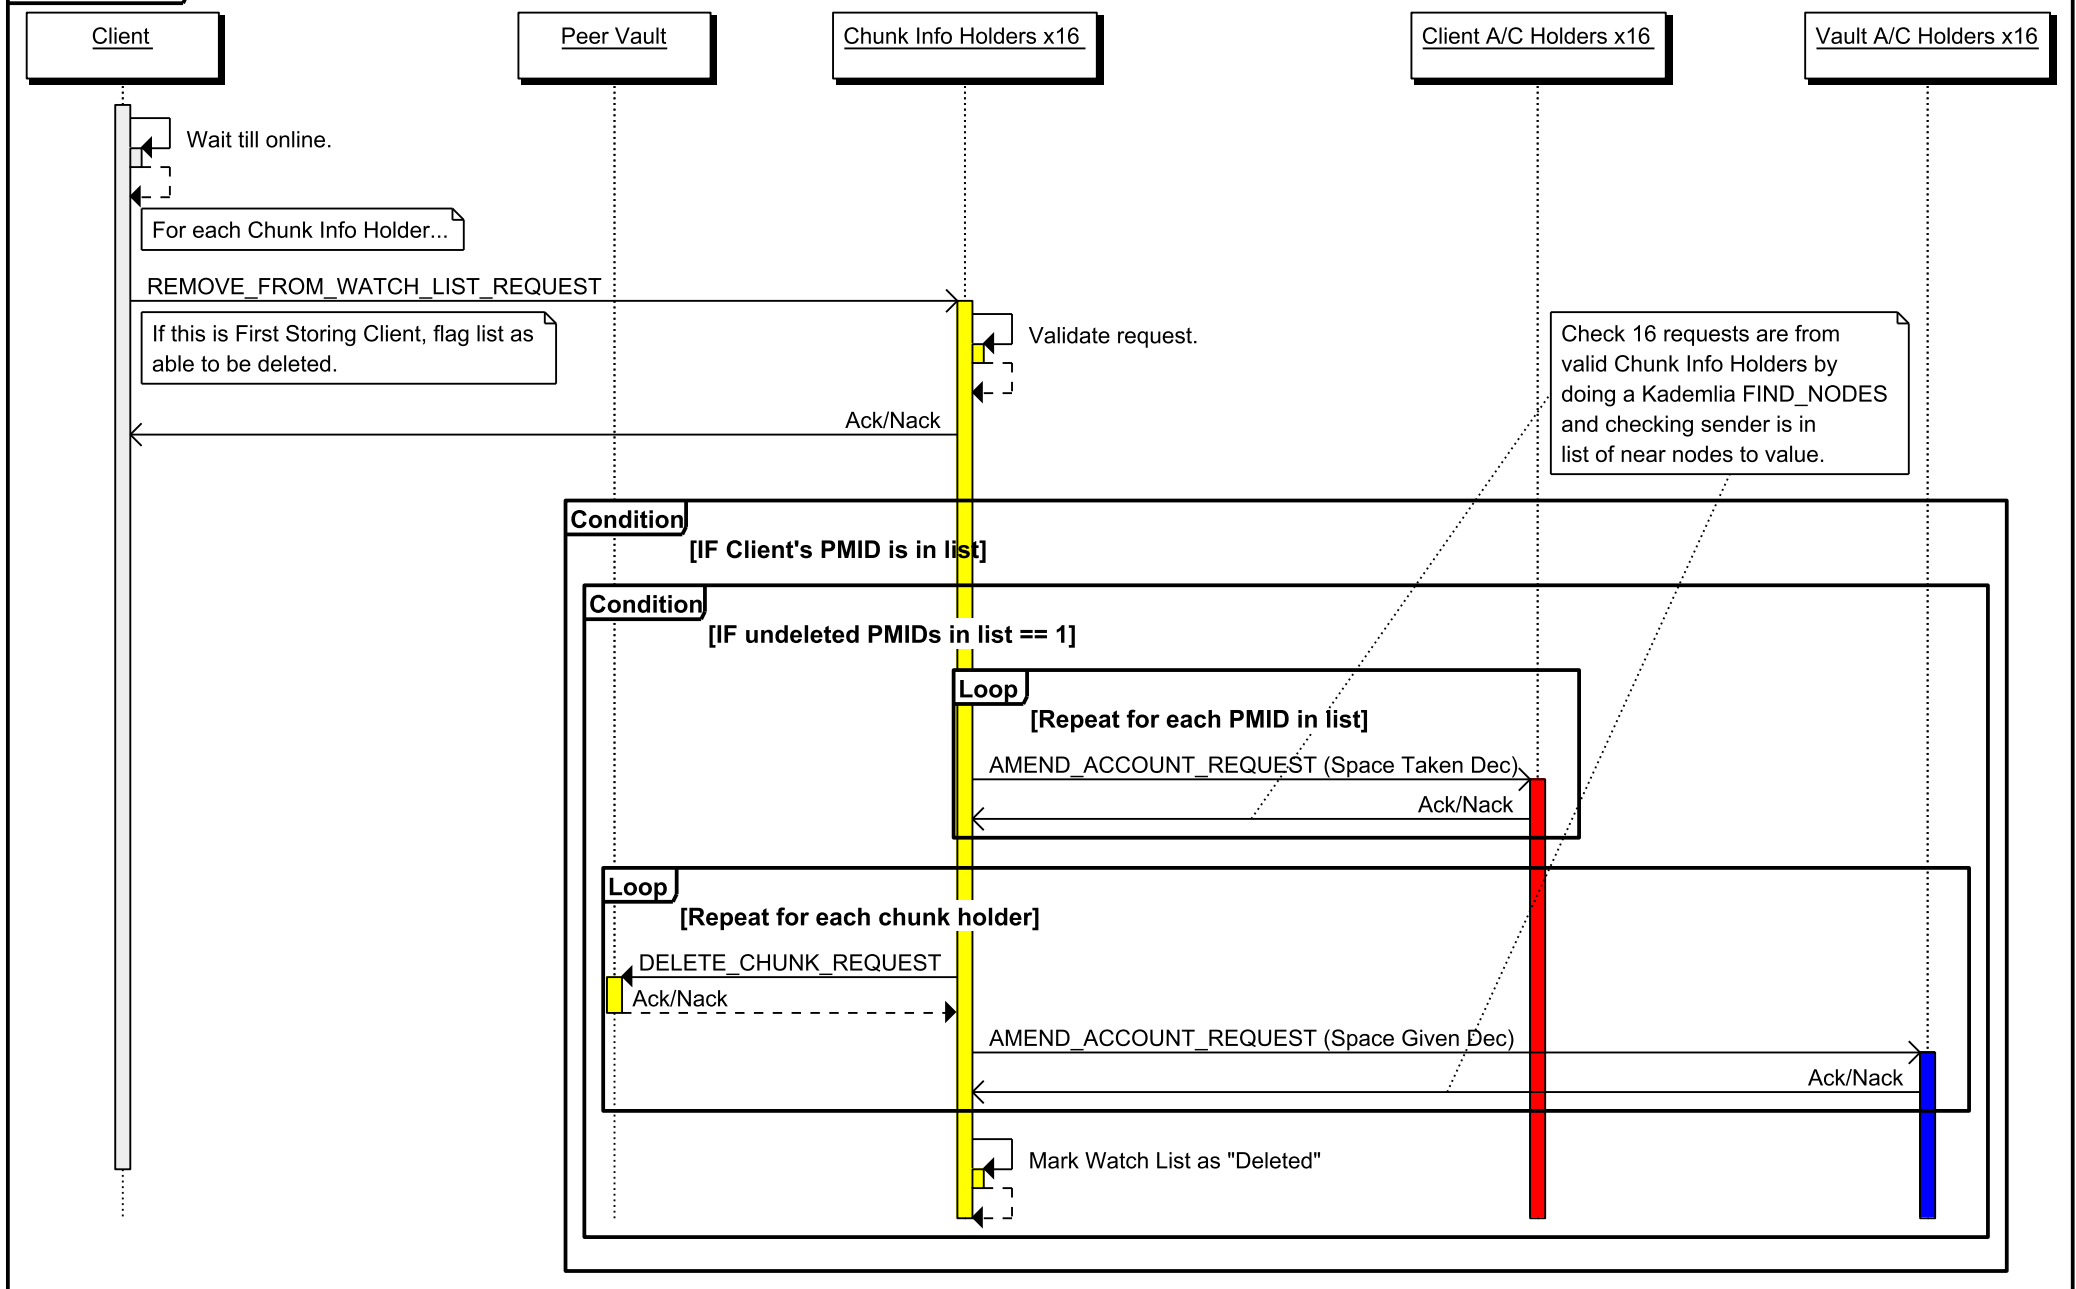 Client
Peer Vault
Chunk Info Holders x16
Client A/C Holders x16
Vault A/C Holders x16
Wait till online.
For each Chunk Info Holder...
REMOVE_FROM_WATCH_LIST_REQUEST
If this is First Storing Client, flag list as
able to be deleted.
Validate request.
Check 16 requests are from
valid Chunk Info Holders by
doing a Kademlia FIND_NODES
and checking sender is in
list of near nodes to value.
Ack/Nack
Condition
[IF Client's PMID is in list]
Condition
[IF undeleted PMIDs in list == 1]
Loop
[Repeat for each PMID in list]
AMEND_ACCOUNT_REQUEST (Space Taken Dec)
Ack/Nack
Loop
[Repeat for each chunk holder]
DELETE_CHUNK_REQUEST
Ack/Nack
AMEND_ACCOUNT_REQUEST (Space Given Dec)
Ack/Nack
Mark Watch List as "Deleted"